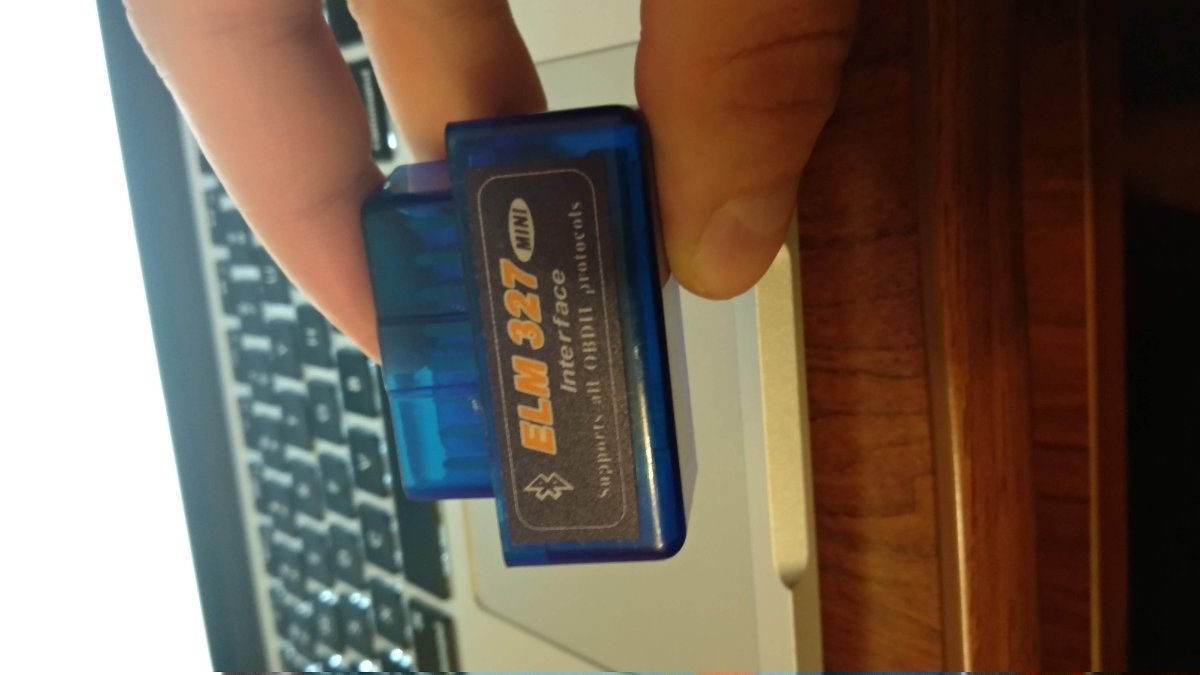 ELM 327 MINI
Interface
supports all OBDII protocols